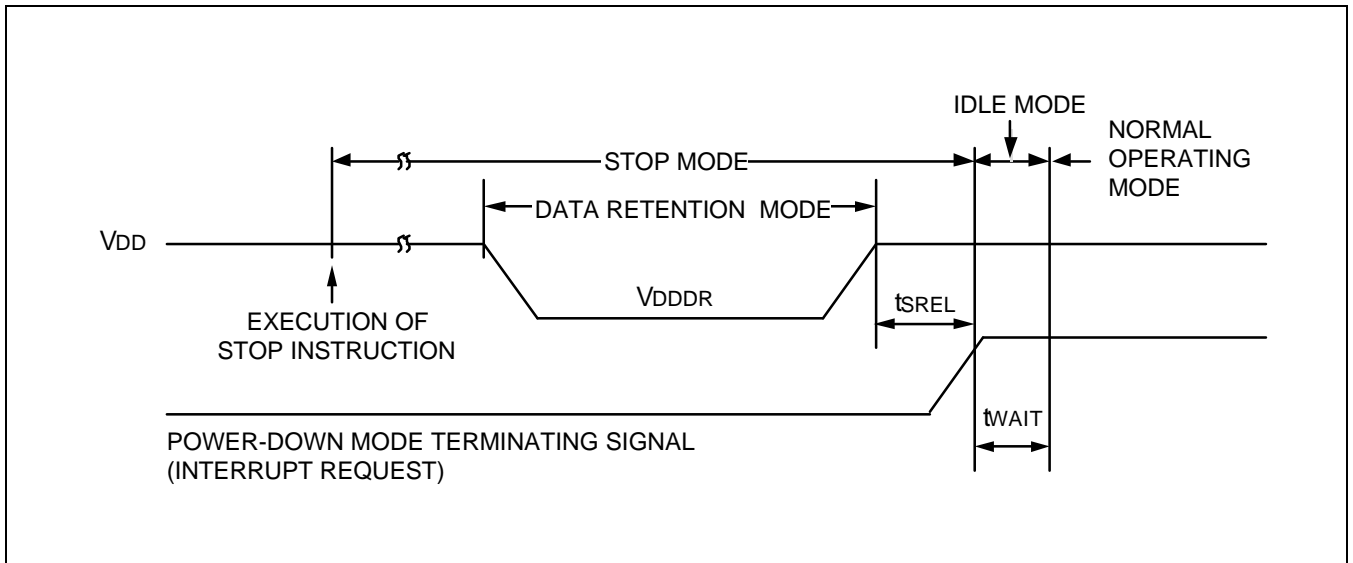 IDLE MODE
NORMAL
OPERATING
MODE
STOP MODE
DATA RETENTION MODE
VDD
VDDDR
tSREL
EXECUTION OF
STOP INSTRUCTION
tWAIT
POWER-DOWN MODE TERMINATING SIGNAL
(INTERRUPT REQUEST)